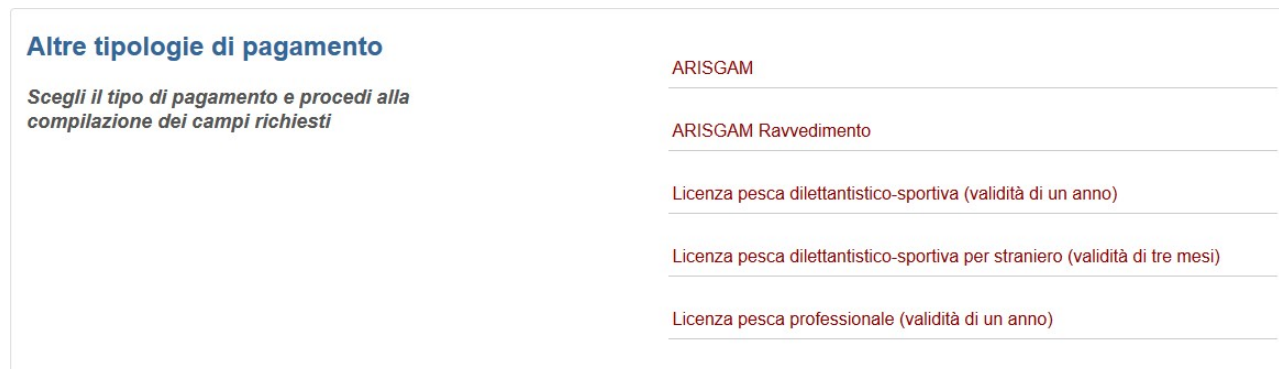 Altre tipologie di pagamento
Scegli il tipo di pagamento e procedi alla
compilazione dei campi richiesti
ARISGAM
ARISGAM Ravvedimento
Licenza pesca dilettantistico-sportiva (validità di un anno)
Licenza pesca dilettantistico-sportiva per straniero (validità di tre mesi)
Licenza pesca professionale (validità di un anno)